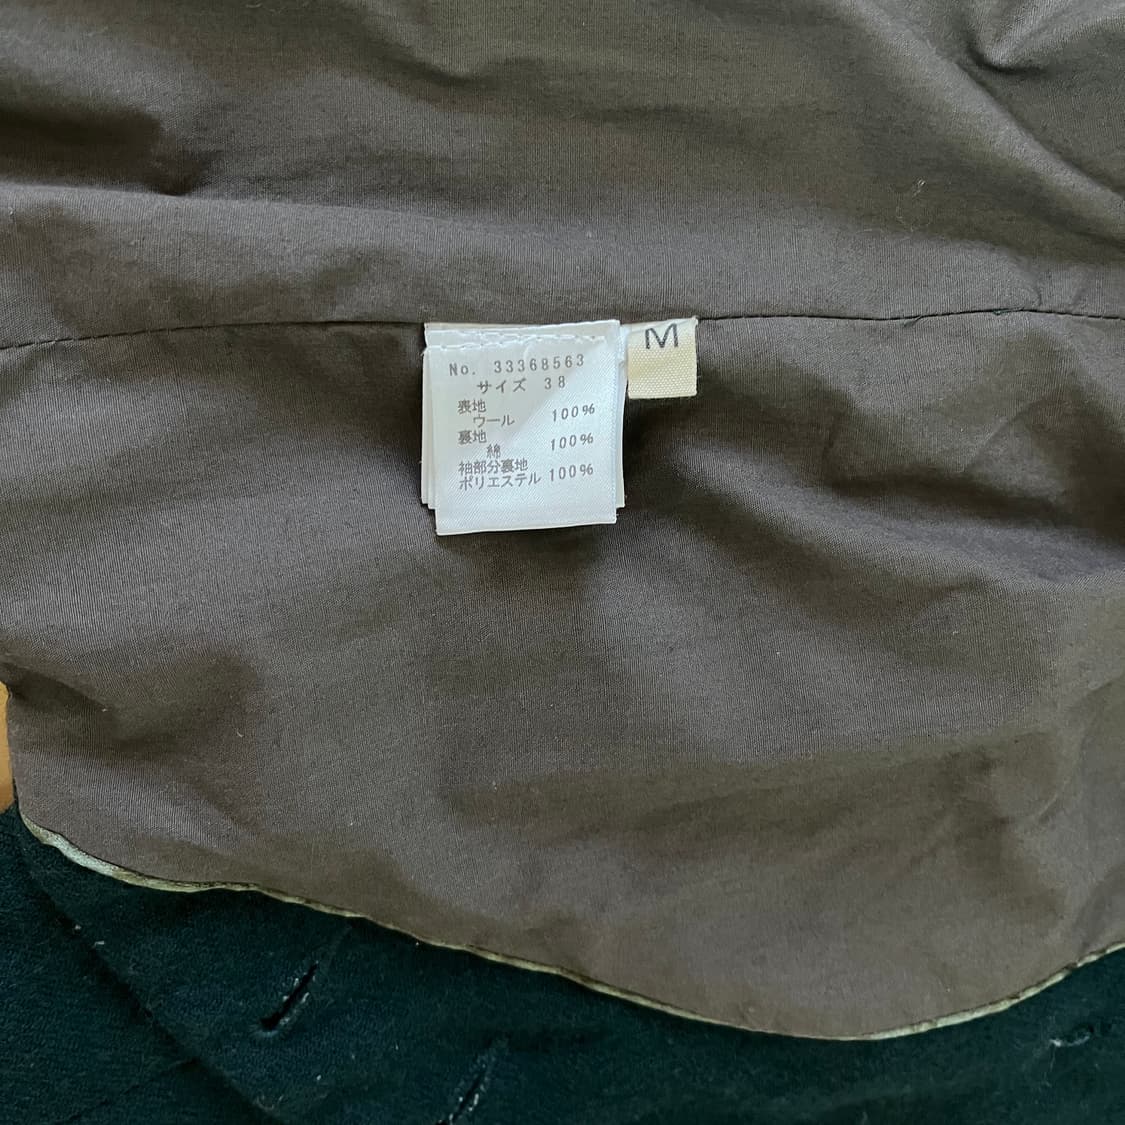 No. 33368563
サイズ 38
表地
ウール 100%
裏地
綿 100%
袖部分裏地
ポリエステル 100%
M